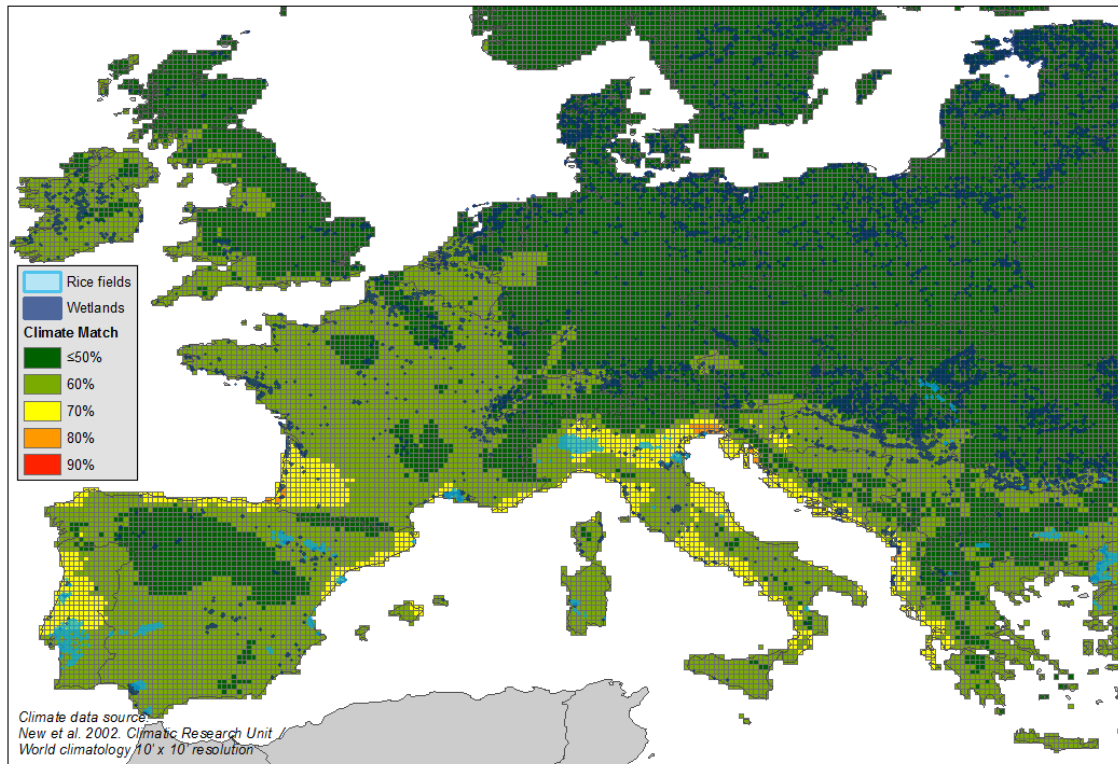 Rice fields
Wetlands
Climate Match
≤50%
60%
70%
80%
90%
Climate data source:
New et al. 2002. Climatic Research Unit
World climatology 10' x 10' resolution